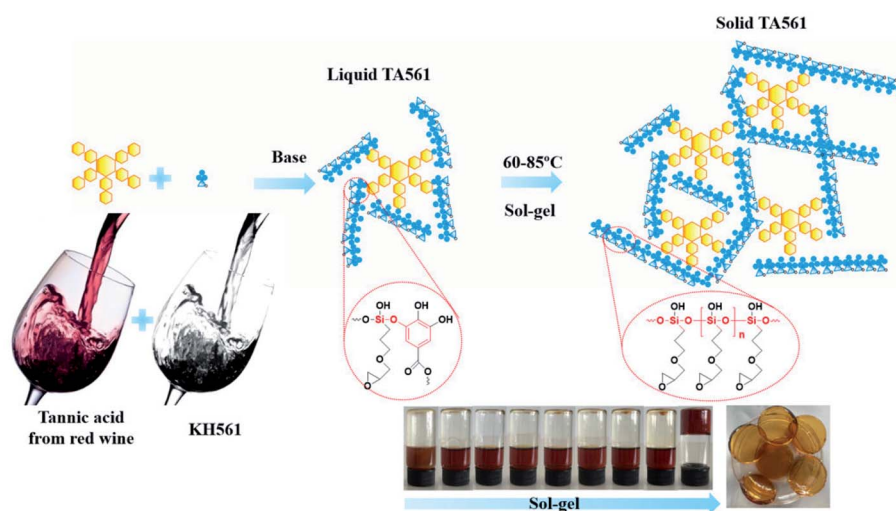 Solid TA561
Liquid TA561
Base
60-85°C
Sol-gel
OH
OH
O Si O
OH
O
O
O
O
OH OH OH
Si O Si O Si O
O
n
O O O
O O O
Tannic acid
from red wine
KH561
Sol-gel